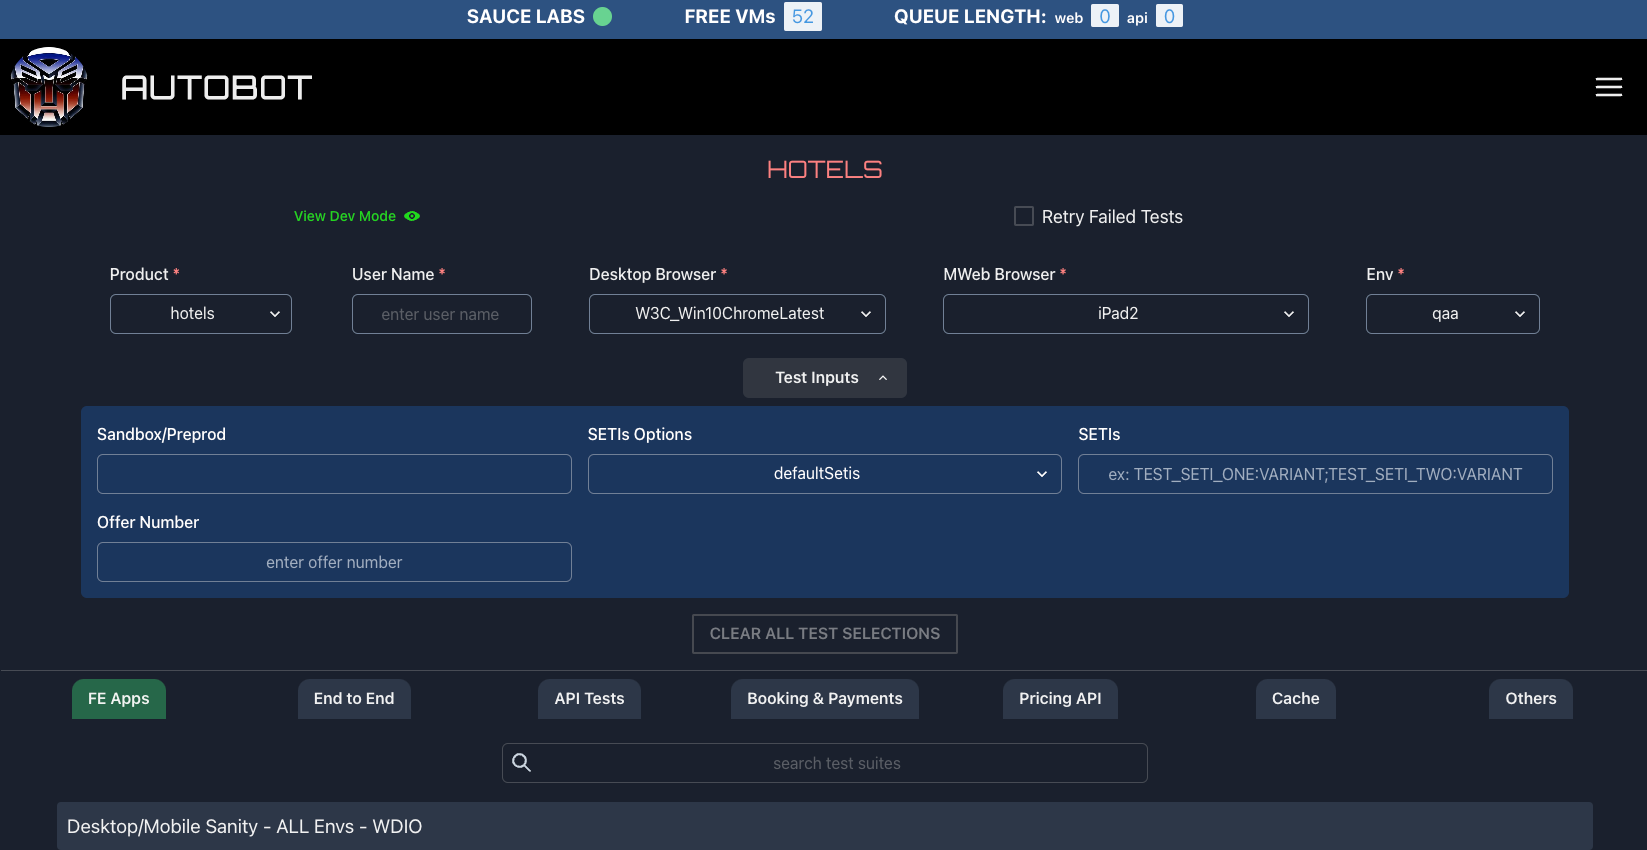 SAUCE LABS FREE VMs 52 QUEUE LENGTH: web 0 api 0
AUTOBOT
HOTELS
View Dev Mode Retry Failed Tests
Product * User Name * Desktop Browser * MWeb Browser * Env *
hotels enter user name W3C_Win10ChromeLatest iPad2 qaa
Test Inputs
Sandbox/Preprod SETIs Options SETIs
defaultSetis ex: TEST_SETI_ONE:VARIANT;TEST_SETI_TWO:VARIANT
Offer Number
enter offer number
CLEAR ALL TEST SELECTIONS
FE Apps End to End API Tests Booking & Payments Pricing API Cache Others
search test suites
Desktop/Mobile Sanity - ALL Envs - WDIO